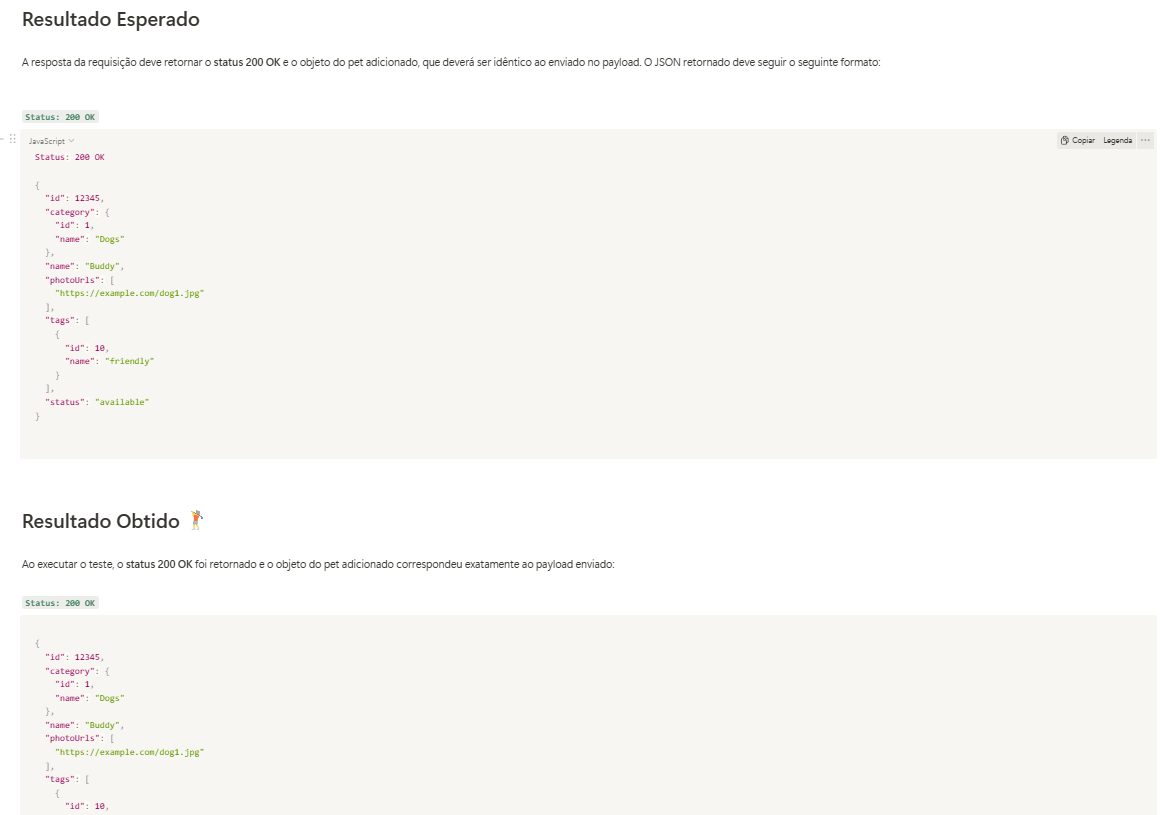 Resultado Esperado
A resposta da requisição deve retornar o status 200 OK e o objeto do pet adicionado, que deverá ser idêntico ao enviado no payload. O JSON retornado deve seguir o seguinte formato:
Status: 200 OK
JavaScript
Copiar Legenda ...
Status: 200 OK
{
"id": 12345,
"category": {
"id": 1,
"name": "Dogs"
},
"name": "Buddy",
"photoUrls": [
"https://example.com/dog1.jpg"
],
"tags": [
{
"id": 10,
"name": "friendly"
}
],
"status": "available"
}
Resultado Obtido
Ao executar o teste, o status 200 OK foi retornado e o objeto do pet adicionado correspondeu exatamente ao payload enviado:
Status: 200 OK
{
"id": 12345,
"category": {
"id": 1,
"name": "Dogs"
},
"name": "Buddy",
"photoUrls": [
"https://example.com/dog1.jpg"
],
"tags": [
{
"id": 10,